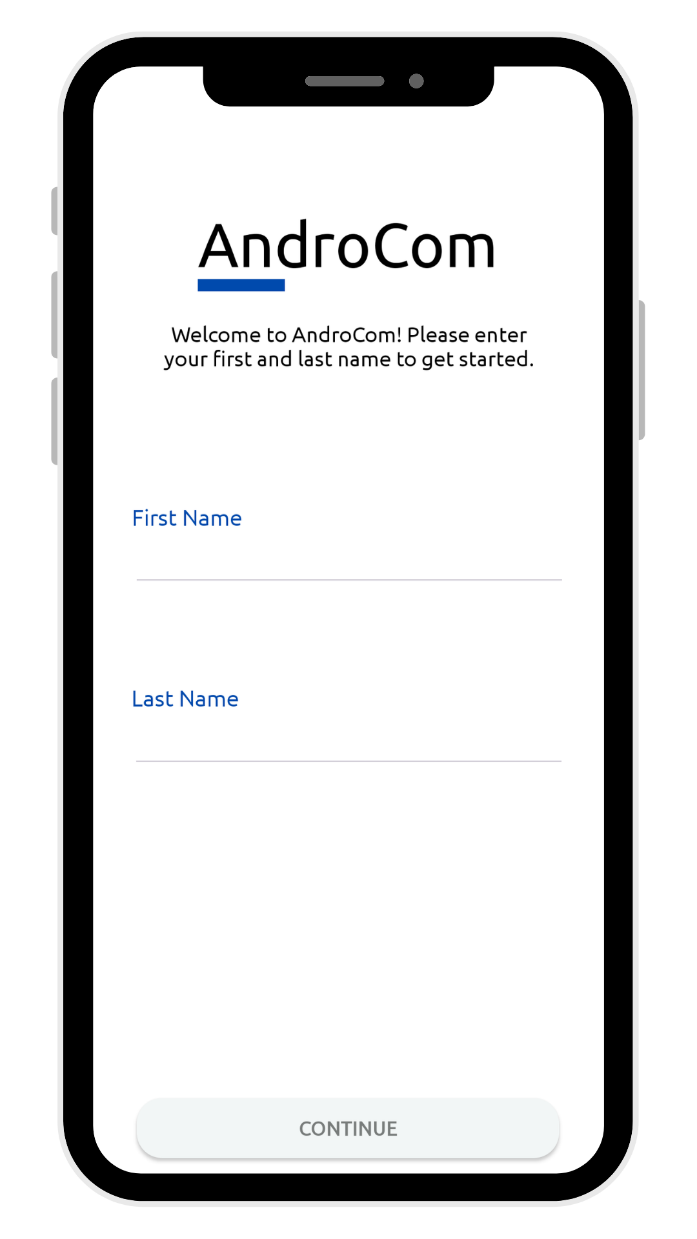 AndroCom
Welcome to AndroCom! Please enter
your first and last name to get started.
First Name
Last Name
CONTINUE